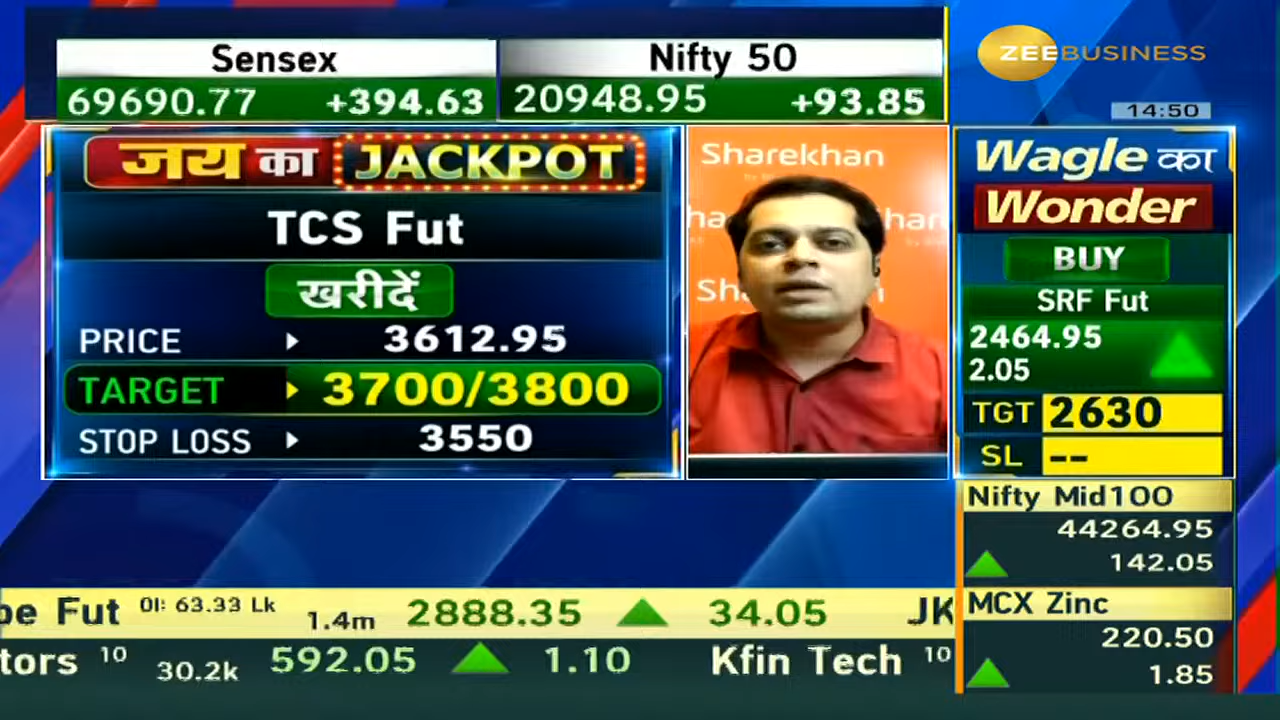 Sensex
69690.77 +394.63
Nifty 50
20948.95 +93.85
ZEEBUSINESS
14:50
जय का JACKPOT
TCS Fut
खरीदें
PRICE 3612.95
TARGET 3700/3800
STOP LOSS 3550
Sharekhan
Wagle का
Wonder
BUY
SRF Fut
2464.95
2.05
TGT 2630
SL --
Nifty Mid100
44264.95
142.05
MCX Zinc
220.50
1.85
be Fut OI: 63.33 Lk 1.4m 2888.35 34.05 JK
tors 10 30.2k 592.05 1.10 Kfin Tech 10